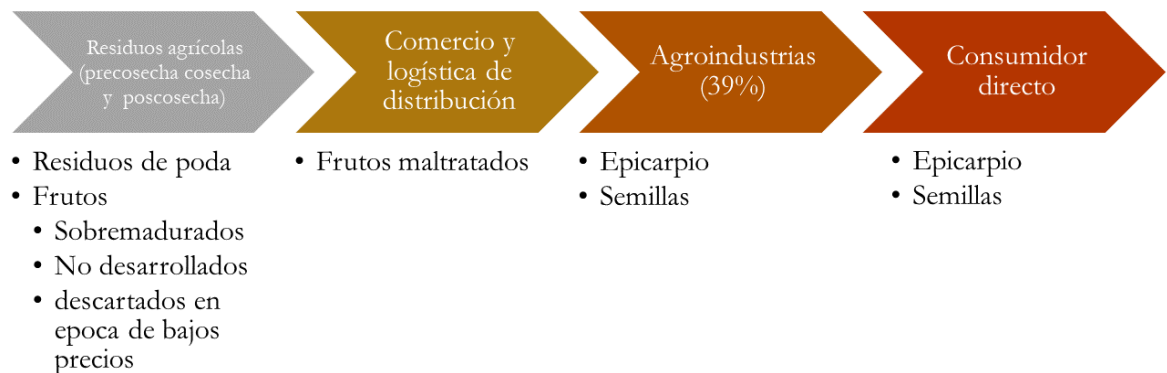 Residuos agrícolas
(precosecha cosecha
y poscosecha)
• Residuos de poda
• Frutos
• Sobremadurados
• No desarrollados
• descartados en
epoca de bajos
precios
Comercio y
logística de
distribución
• Frutos maltratados
Agroindustrias
(39%)
• Epicarpio
• Semillas
Consumidor
directo
• Epicarpio
• Semillas